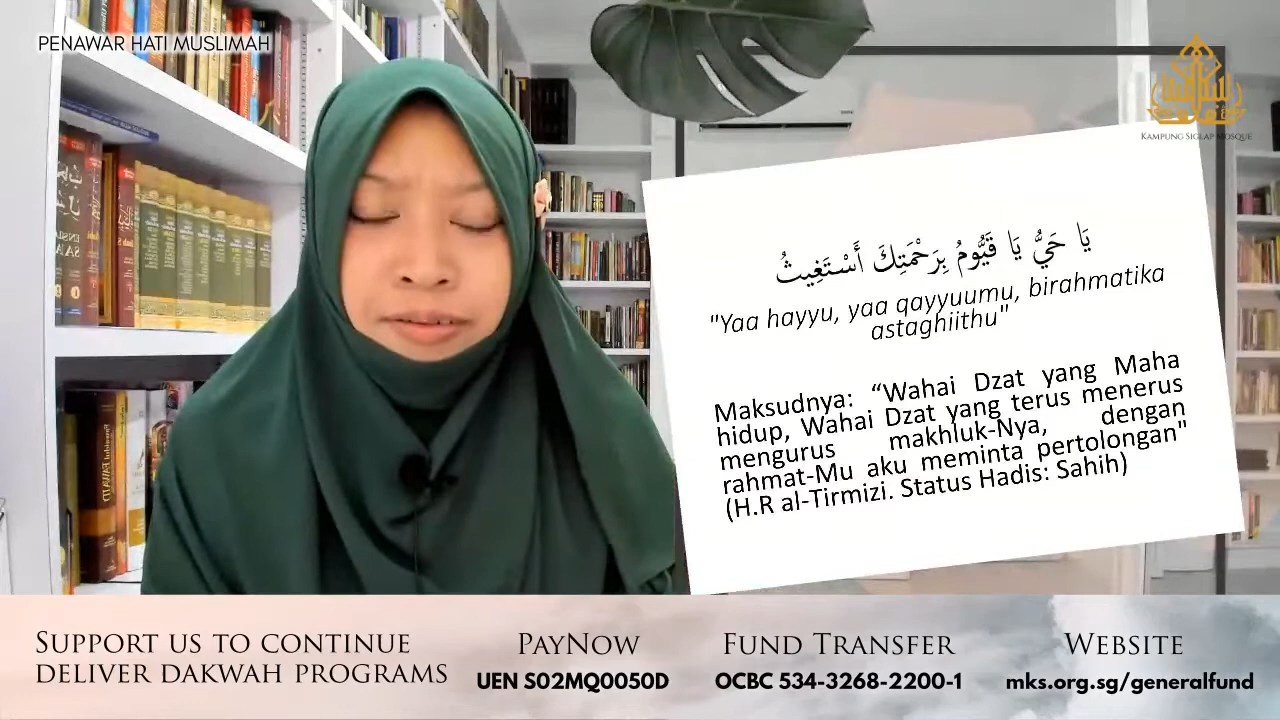 PENAWAR HATI MUSLIMAH
KAMPUNG SIGLAP MOSQUE
يَا حَيُّ يَا قَيُّومُ بِرَحْمَتِكَ أَسْتَغِيثُ
"Yaa hayyu, yaa qayyuumu, birahmatika
astaghiithu"
Maksudnya: “Wahai Dzat yang Maha
hidup, Wahai Dzat yang terus menerus
mengurus makhluk-Nya, dengan
rahmat-Mu aku meminta pertolongan"
(H.R al-Tirmizi. Status Hadis: Sahih)
SUPPORT US TO CONTINUE
DELIVER DAKWAH PROGRAMS
PAYNOW
UEN S02MQ0050D
FUND TRANSFER
OCBC 534-3268-2200-1
WEBSITE
mks.org.sg/generalfund